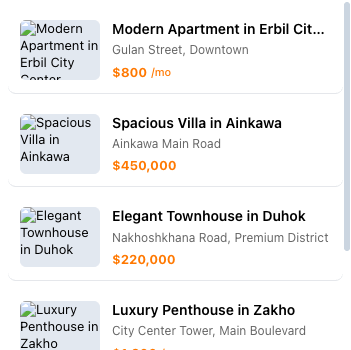 Modern Apartment in Erbil City Center
Modern Apartment in Erbil Cit...
Gulan Street, Downtown
$800 /mo
Spacious Villa in Ainkawa
Spacious Villa in Ainkawa
Ainkawa Main Road
$450,000
Elegant Townhouse in Duhok
Elegant Townhouse in Duhok
Nakhoshkhana Road, Premium District
$220,000
Luxury Penthouse in Zakho
Luxury Penthouse in Zakho
City Center Tower, Main Boulevard